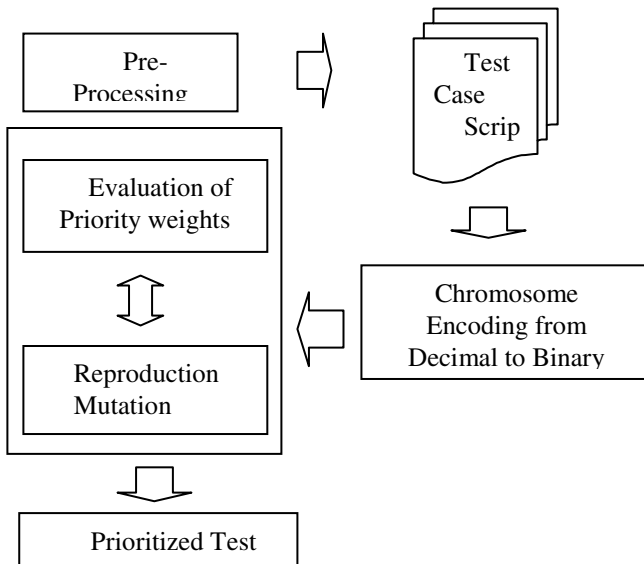 Pre-
Processing
Test
Case
Scrip
Evaluation of
Priority weights
Chromosome
Encoding from
Decimal to Binary
Reproduction
Mutation
Prioritized Test